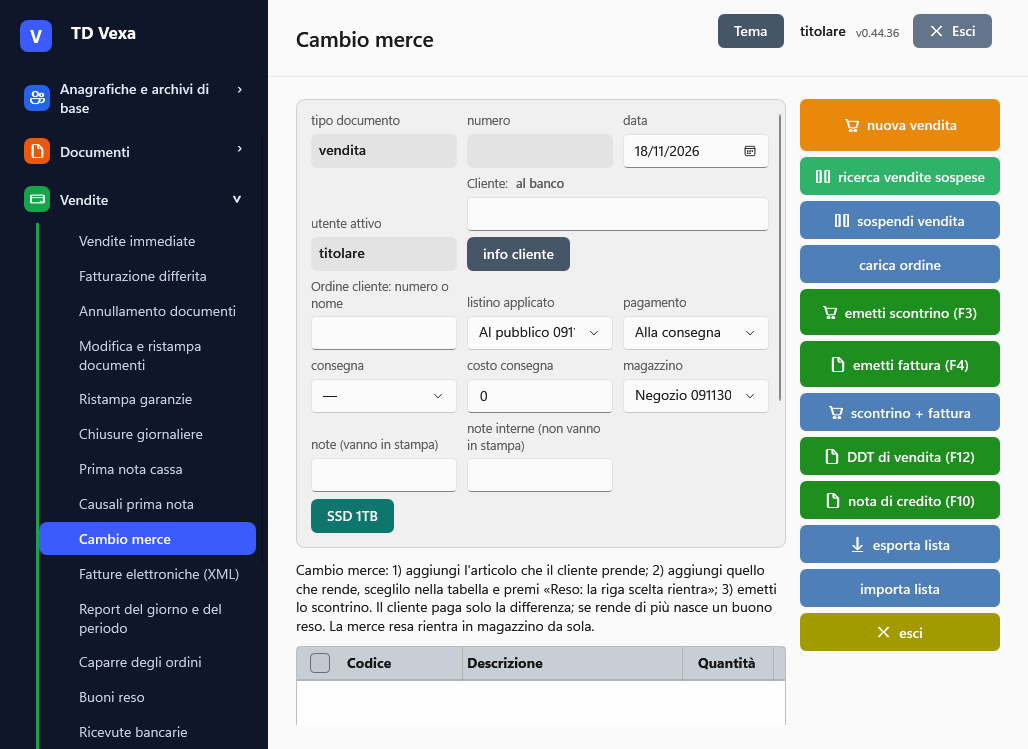 V
TD Vexa
Anagrafiche e archivi di
base
Documenti
Vendite
Vendite immediate
Fatturazione differita
Annullamento documenti
Modifica e ristampa
documenti
Ristampa garanzie
Chiusure giornaliere
Prima nota cassa
Causali prima nota
Cambio merce
Fatture elettroniche (XML)
Report del giorno e del
periodo
Caparre degli ordini
Buoni reso
Ricevute bancarie
Cambio merce
Tema
titolare v0.44.36
Esci
tipo documento
numero
data
vendita
18/11/2026
Cliente: al banco
utente attivo
titolare
info cliente
Ordine cliente: numero o
nome
listino applicato
pagamento
Al pubblico 091
Alla consegna
consegna
costo consegna
magazzino
—
0
Negozio 091130
note (vanno in stampa)
note interne (non vanno
in stampa)
SSD 1TB
Cambio merce: 1) aggiungi l'articolo che il cliente prende; 2) aggiungi quello
che rende, sceglilo nella tabella e premi «Reso: la riga scelta rientra»; 3) emetti
lo scontrino. Il cliente paga solo la differenza; se rende di più nasce un buono
reso. La merce resa rientra in magazzino da sola.
Codice Descrizione Quantità
nuova vendita
ricerca vendite sospese
sospendi vendita
carica ordine
emetti scontrino (F3)
emetti fattura (F4)
scontrino + fattura
DDT di vendita (F12)
nota di credito (F10)
esporta lista
importa lista
esci